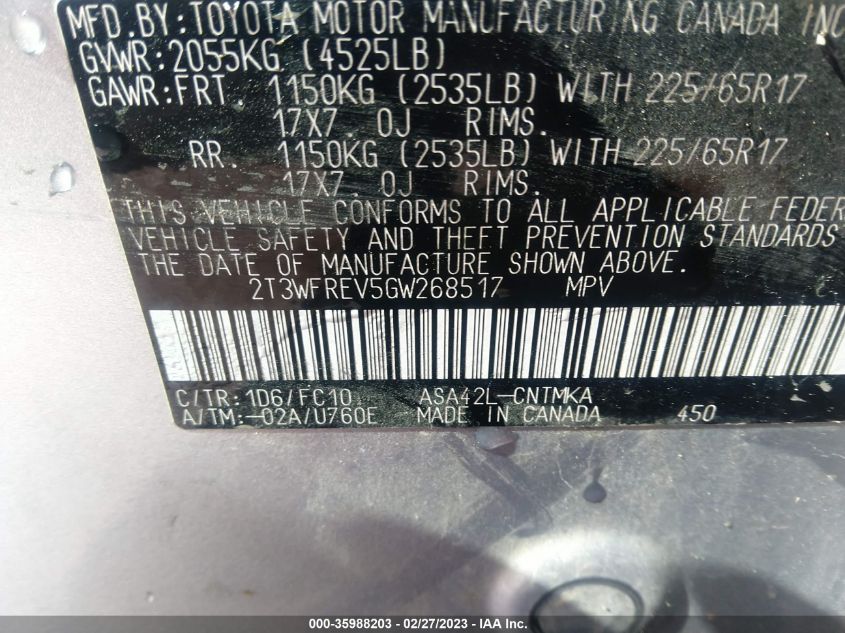 MFD.BY:TOYOTA MOTOR MANUFACTURING CANADA INC
GVWR:2055KG (4525LB)
GAWR:FRT 1150KG (2535LB) WITH 225/65R17
17X7.0J RIMS.
RR. 1150KG (2535LB) WITH 225/65R17
17X7.0J RIMS.
THIS VEHICLE CONFORMS TO ALL APPLICABLE FEDER
VEHICLE SAFETY AND THEFT PREVENTION STANDARDS
THE DATE OF MANUFACTURE SHOWN ABOVE.
2T3WFREV5GW268517 MPV
C/TR:1D6/FC10 ASA42L-CNTMKA
A/TM:-02A/U760E MADE IN CANADA 450
000-35988203 - 02/27/2023 - IAA Inc.